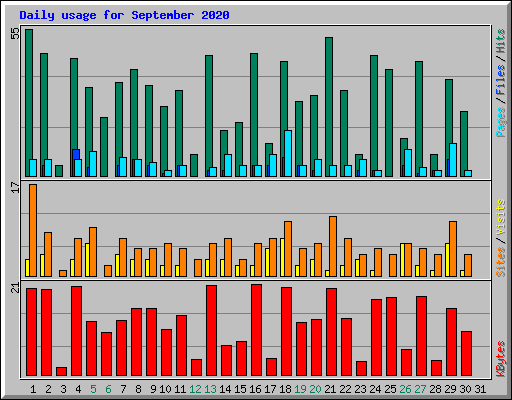 Daily usage for September 2020
55
Pages / Files / Hits
17
Sites / Visits
21
KBytes
1 2 3 4 5 6 7 8 9 10 11 12 13 14 15 16 17 18 19 20 21 22 23 24 25 26 27 28 29 30 31